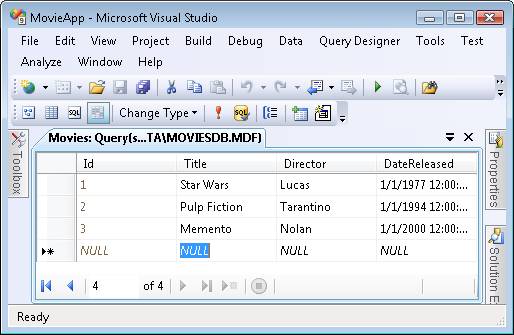 MovieApp - Microsoft Visual Studio
File Edit View Project Build Debug Data Query Designer Tools Test
Analyze Window Help
SQL Change Type SQL
Movies: Query(s...TA\MOVIESDB.MDF)
Toolbox
Id Title Director DateReleased
1 Star Wars Lucas 1/1/1977 12:00:...
2 Pulp Fiction Tarantino 1/1/1994 12:00:...
3 Memento Nolan 1/1/2000 12:00:...
NULL NULL NULL NULL
4 of 4
Properties
Solution E
Ready